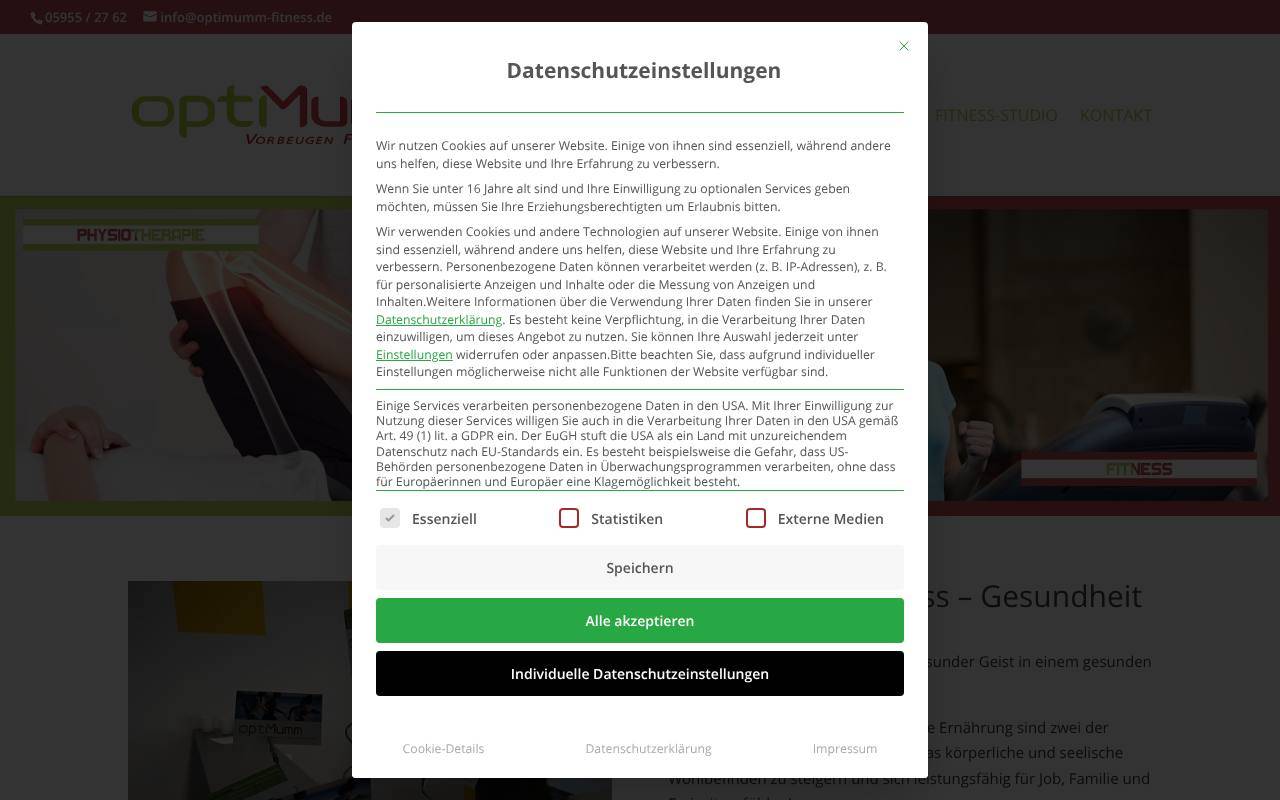 05955 / 27 62 info@optimumm-fitness.de
Datenschutzeinstellungen
optiMum
VORBEUGEN F
FITNESS-STUDIO KONTAKT
Wir nutzen Cookies auf unserer Website. Einige von ihnen sind essenziell, während andere
uns helfen, diese Website und Ihre Erfahrung zu verbessern.
Wenn Sie unter 16 Jahre alt sind und Ihre Einwilligung zu optionalen Services geben
möchten, müssen Sie Ihre Erziehungsberechtigten um Erlaubnis bitten.
PHYSIOTHERAPIE
Wir verwenden Cookies und andere Technologien auf unserer Website. Einige von ihnen
sind essenziell, während andere uns helfen, diese Website und Ihre Erfahrung zu
verbessern. Personenbezogene Daten können verarbeitet werden (z. B. IP-Adressen), z. B.
für personalisierte Anzeigen und Inhalte oder die Messung von Anzeigen und
Inhalten.Weitere Informationen über die Verwendung Ihrer Daten finden Sie in unserer
Datenschutzerklärung. Es besteht keine Verpflichtung, in die Verarbeitung Ihrer Daten
einzuwilligen, um dieses Angebot zu nutzen. Sie können Ihre Auswahl jederzeit unter
Einstellungen widerrufen oder anpassen.Bitte beachten Sie, dass aufgrund individueller
Einstellungen möglicherweise nicht alle Funktionen der Website verfügbar sind.
Einige Services verarbeiten personenbezogene Daten in den USA. Mit Ihrer Einwilligung zur
Nutzung dieser Services willigen Sie auch in die Verarbeitung Ihrer Daten in den USA gemäß
Art. 49 (1) lit. a GDPR ein. Der EuGH stuft die USA als ein Land mit unzureichendem
Datenschutz nach EU-Standards ein. Es besteht beispielsweise die Gefahr, dass US-
Behörden personenbezogene Daten in Überwachungsprogrammen verarbeiten, ohne dass
für Europäerinnen und Europäer eine Klagemöglichkeit besteht.
FITNESS
Essenziell Statistiken Externe Medien
Speichern
Alle akzeptieren
Individuelle Datenschutzeinstellungen
Cookie-Details Datenschutzerklärung Impressum
ss – Gesundheit
sunder Geist in einem gesunden
optiMumm
e Ernährung sind zwei der
as körperliche und seelische
Wohlbefinden zu steigern und sich leistungsfähig für Job, Familie und